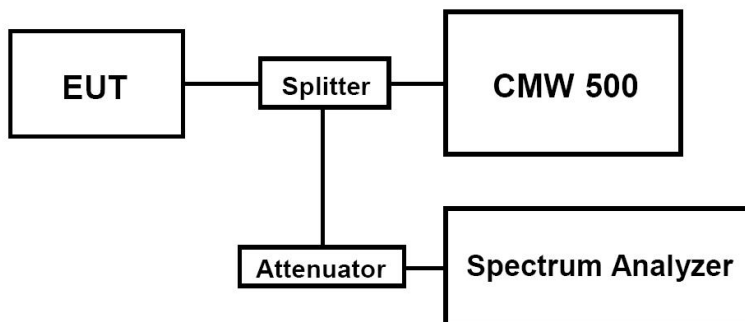 EUT
Splitter
CMW 500
Attenuator
Spectrum Analyzer